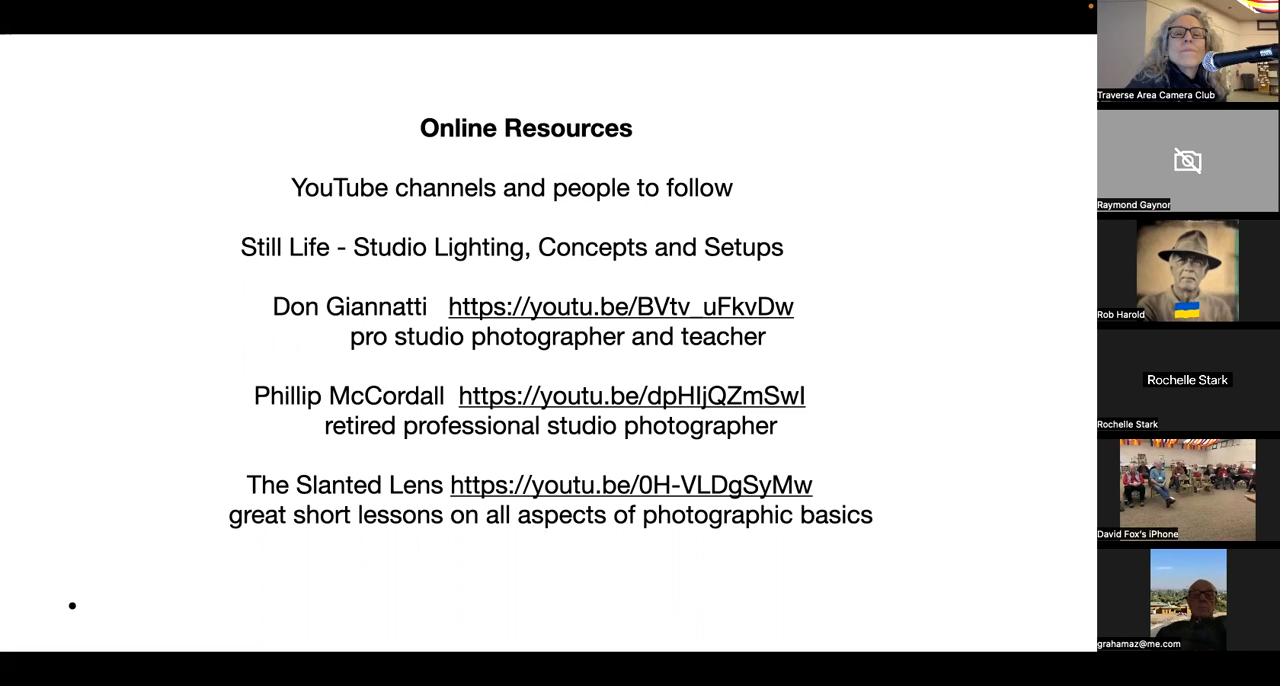 Online Resources
YouTube channels and people to follow
Still Life - Studio Lighting, Concepts and Setups
Don Giannatti https://youtu.be/BVtv_uFkvDw
pro studio photographer and teacher
Phillip McCordall https://youtu.be/dpHIjQZmSwI
retired professional studio photographer
The Slanted Lens https://youtu.be/0H-VLDgSyMw
great short lessons on all aspects of photographic basics
Traverse Area Camera Club
Raymond Gaynor
Rob Harold
Rochelle Stark
Rochelle Stark
David Fox's iPhone
grahamaz@me.com